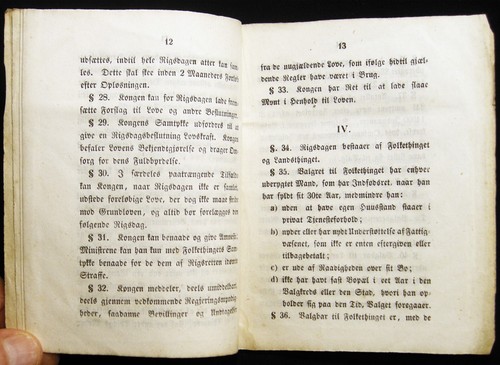 12
udsættes, indtil hele Rigsdagen atter kan sam-
les. Dette skal skee inden 2 Maaneders Forløb
efter Opløsningen.
§ 28. Kongen kan for Rigsdagen lade frem-
sætte Forslag til Love og andre Beslutninger.
§ 29. Kongens Samtykke udfordres til at
give en Rigsdagsbeslutning Lovskraft. Kongen
befaler Lovens Bekjendtgjørelse og drager Om-
sorg for dens Fuldbyrdelse.
§ 30. I særdeles paatrængende Tilfælde
kan Kongen, naar Rigsdagen ikke er samlet,
udstede foreløbige Love, der dog ikke maae stride
mod Grundloven, og altid bør forelægges den
følgende Rigsdag.
§ 31. Kongen kan benaade og give Amnesti.
Ministrene kan han kun med Folkethingets Sam-
tykke benaade for de dem af Rigsretten idømte
Straffe.
§ 32. Kongen meddeler, deels umiddelbart,
deels gjennem vedkommende Regjeringsmyndig-
heder, saadanne Bevillinger og Undtagelser
13
fra de nugjældende Love, som ifølge hidtil gjæl-
dende Regler have været i Brug.
§ 33. Kongen har Ret til at lade slaae
Mynt i Henhold til Loven.
IV.
§ 34. Rigsdagen bestaaer af Folkethinget
og Landsthinget.
§ 35. Valgret til Folkethinget har enhver
uberygtet Mand, som har Indfødsret, naar han
har fyldt sit 30te Aar, medmindre han:
a) uden at have egen Huusstand staaer i
privat Tjenesteforhold;
b) nyder eller har nydt Understøttelse af Fattig-
væsenet, som ikke er enten eftergiven eller
tilbagebetalt;
c) er ude af Raadigheden over sit Bo;
d) ikke har havt fast Bopæl i eet Aar i den
Valgkreds eller den Stad, hvori han op-
holder sig paa den Tid, Valget foregaaer.
§ 36. Valgbar til Folkethinget er, med de